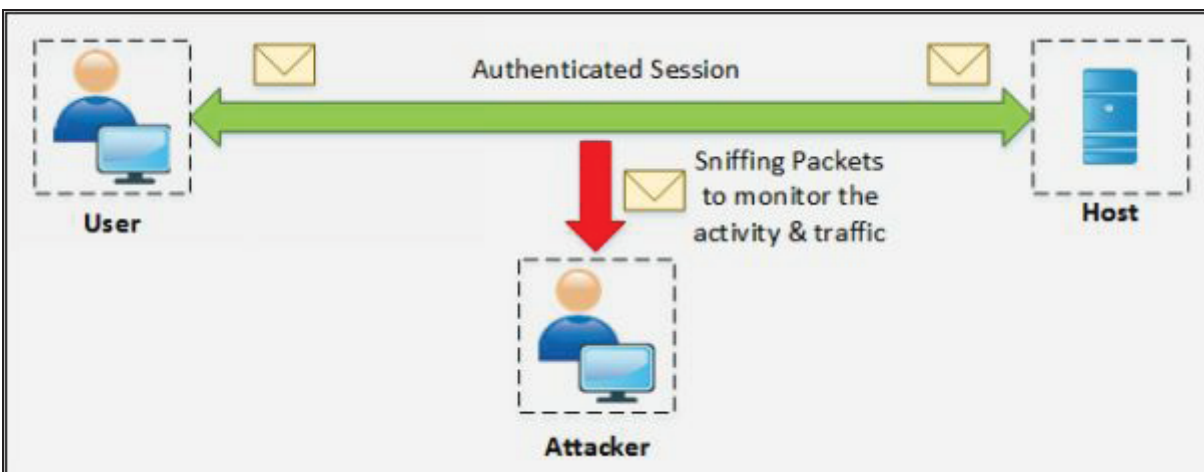 Authenticated Session
User
Host
Sniffing Packets
to monitor the
activity & traffic
Attacker